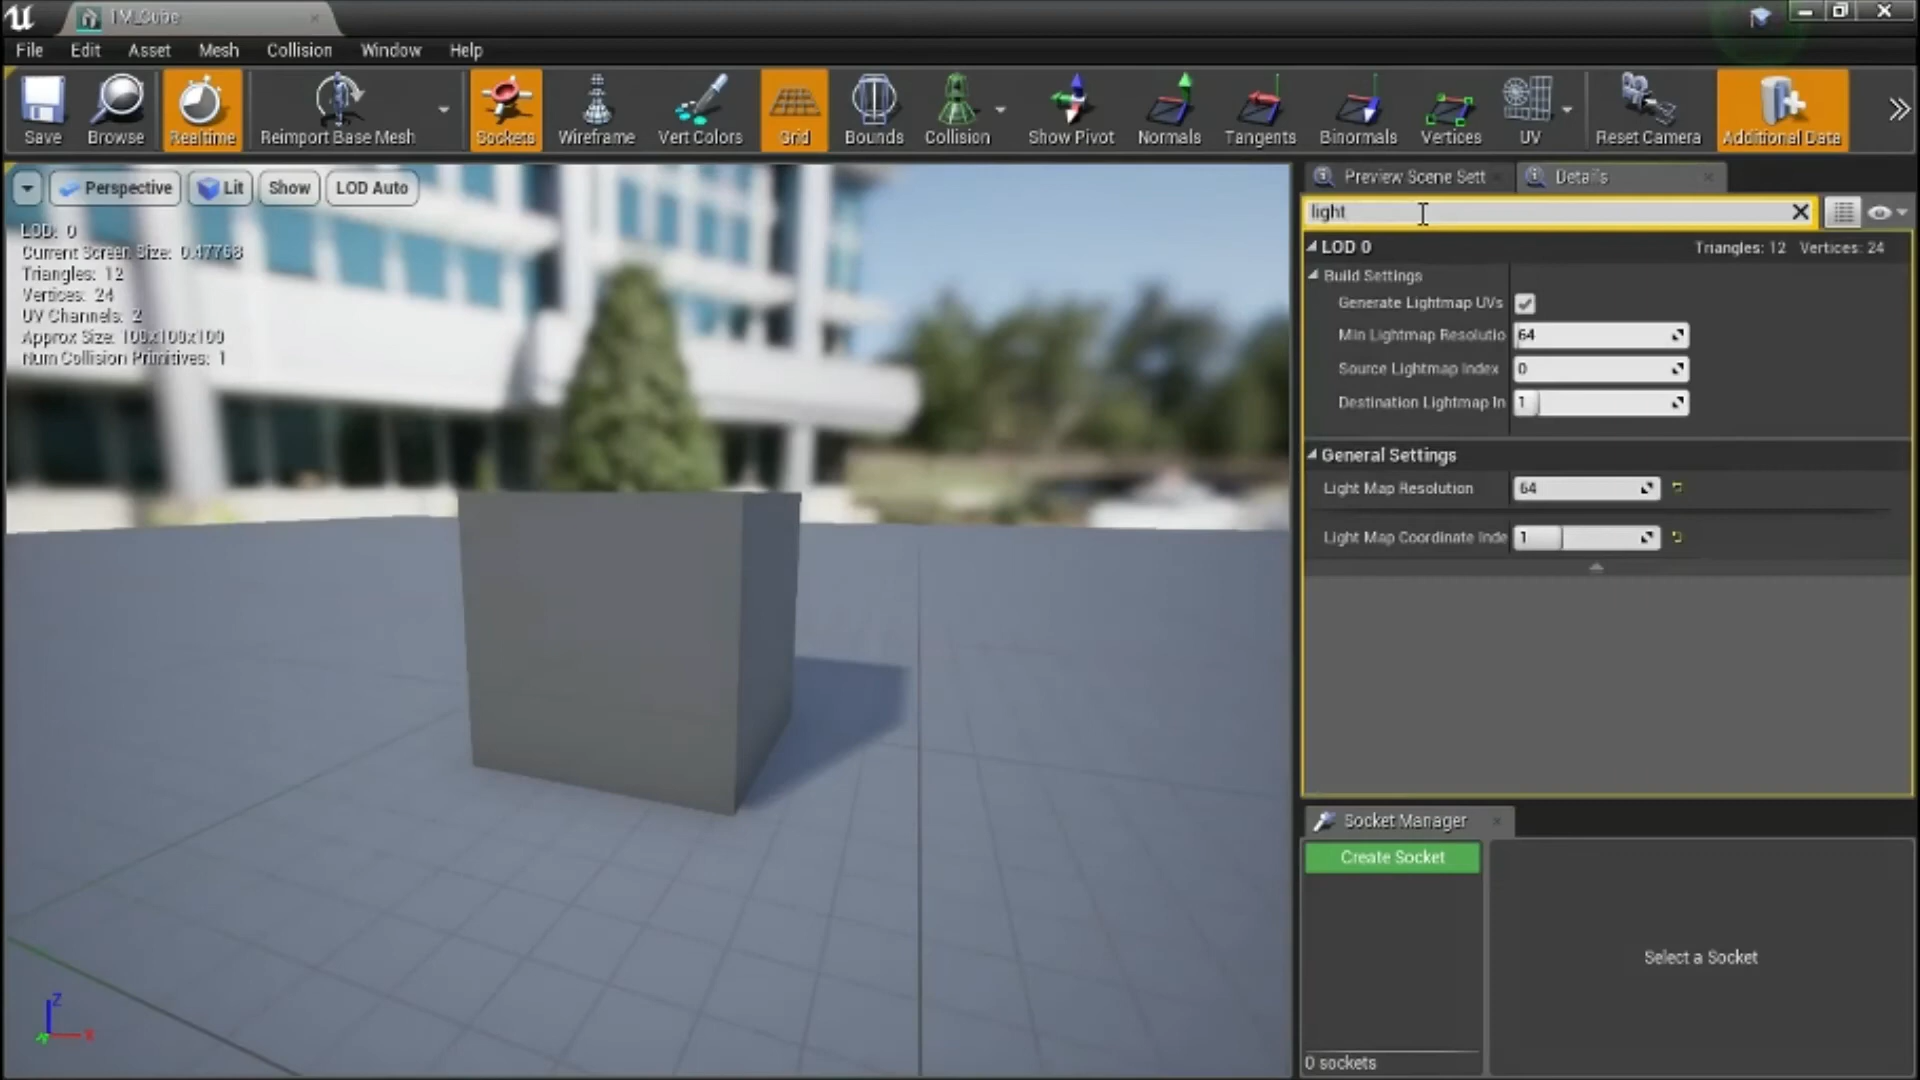 1M_Cube
File Edit Asset Mesh Collision Window Help
Save Browse Realtime Reimport Base Mesh Sockets Wireframe Vert Colors Grid Bounds Collision Show Pivot Normals Tangents Binormals Vertices UV Reset Camera Additional Data
Perspective Lit Show LOD Auto
LOD: 0
Current Screen Size: 0.47768
Triangles: 12
Vertices: 24
UV Channels: 2
Approx Size: 100x100x100
Num Collision Primitives: 1
Z
X
Preview Scene Sett Details
light
LOD 0 Triangles: 12 Vertices: 24
Build Settings
Generate Lightmap UVs
Min Lightmap Resolutio 64
Source Lightmap Index 0
Destination Lightmap In 1
General Settings
Light Map Resolution 64
Light Map Coordinate Inde 1
Socket Manager
Create Socket
Select a Socket
0 sockets